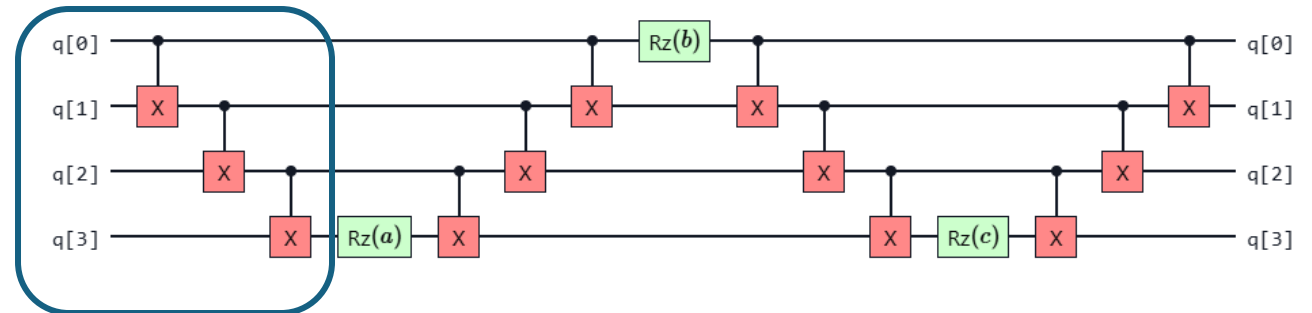 q[0] Rz(b) q[0]
q[1] X X X X q[1]
q[2] X X X X q[2]
q[3] X Rz(a) X X Rz(c) X q[3]